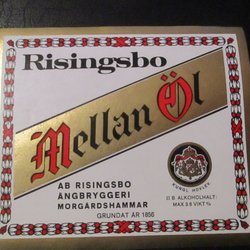 Risingsbo
Mellan Öl
AB RISINGSBO
ÅNGBRYGGERI
MORGÅRDSHAMMAR
GRUNDAT ÅR 1856
KUNGL. HOVLEV.
II B. ALKOHOLHALT:
MAX 3.6 VIKT %